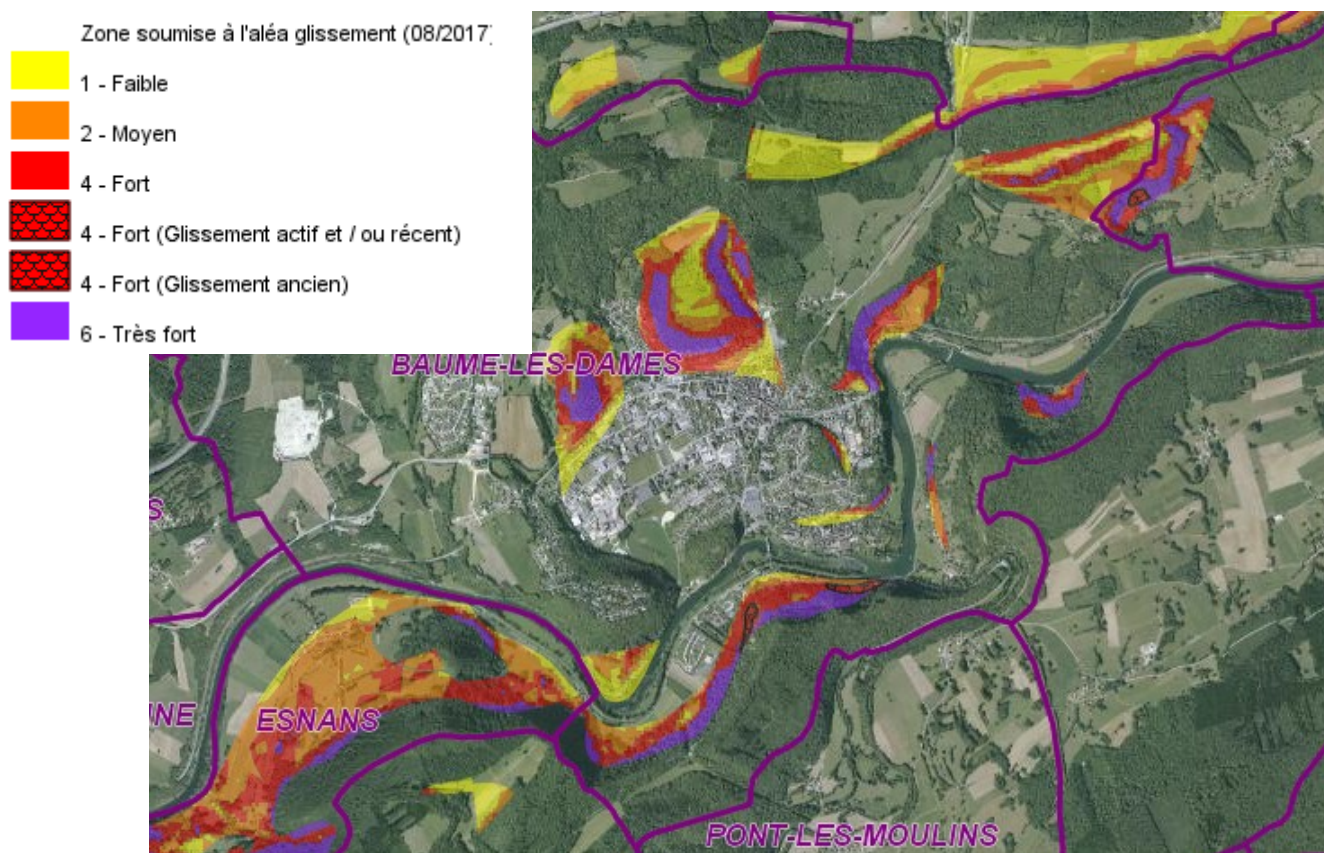 Zone soumise à l'aléa glissement (08/2017)
1 - Faible
2 - Moyen
4 - Fort
4 - Fort (Glissement actif et / ou récent)
4 - Fort (Glissement ancien)
6 - Très fort
BAUME-LES-DAMES
S
INE
ESNANS
PONT-LES-MOULINS